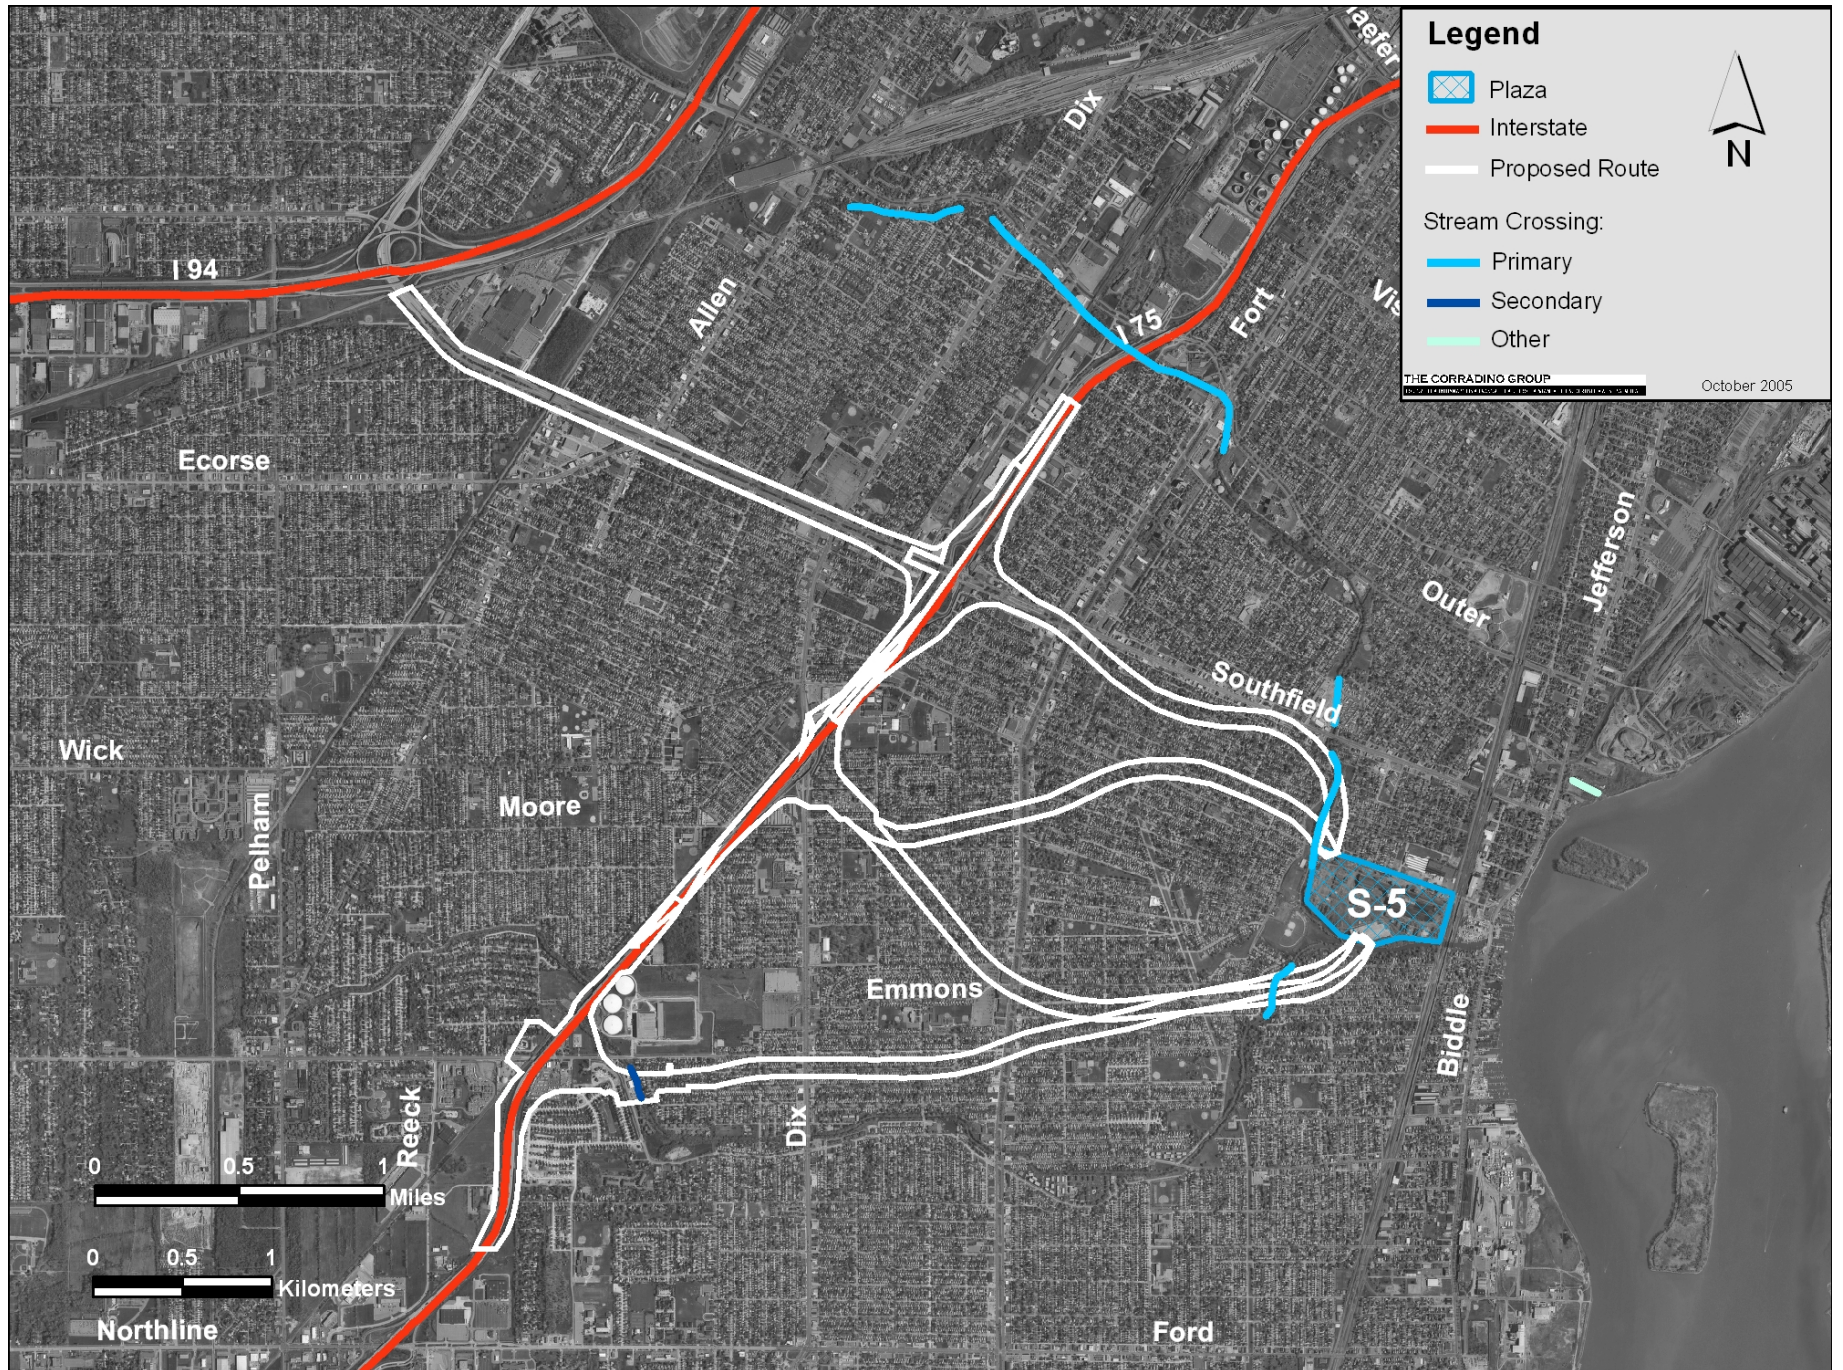 Legend
Plaza
Interstate
Proposed Route
N
Stream Crossing:
Primary
Secondary
Other
THE CORRADINO GROUP
October 2005
aefer
Dix
I 94
Allen
I 75
Fort
Vis
Ecorse
Jefferson
Outer
Southfield
Wick
Moore
Pelham
S-5
Emmons
Biddle
Reeck
Dix
0 0.5 1
Miles
0 0.5 1
Kilometers
Northline
Ford